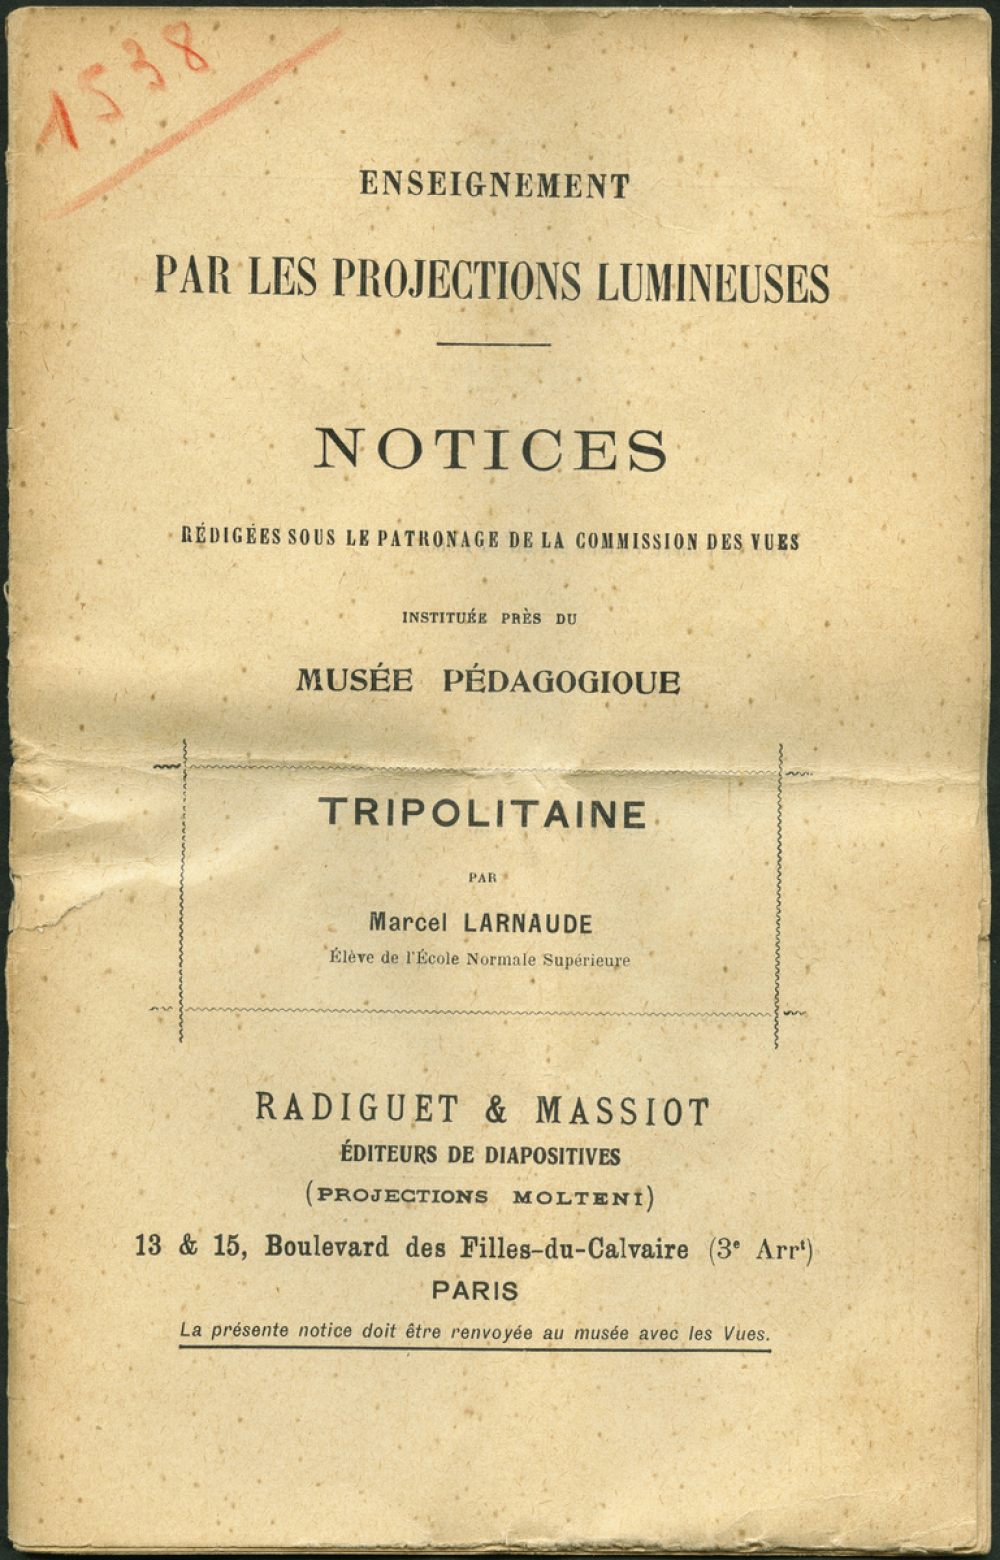 1538
ENSEIGNEMENT
PAR LES PROJECTIONS LUMINEUSES
NOTICES
RÉDIGÉES SOUS LE PATRONAGE DE LA COMMISSION DES VUES
INSTITUÉE PRÈS DU
MUSÉE PÉDAGOGIQUE
TRIPOLITAINE
PAR
Marcel LARNAUDE
Élève de l'École Normale Supérieure
RADIGUET & MASSIOT
ÉDITEURS DE DIAPOSITIVES
(PROJECTIONS MOLTENI)
13 & 15, Boulevard des Filles-du-Calvaire (3e Arrt)
PARIS
La présente notice doit être renvoyée au musée avec les Vues.